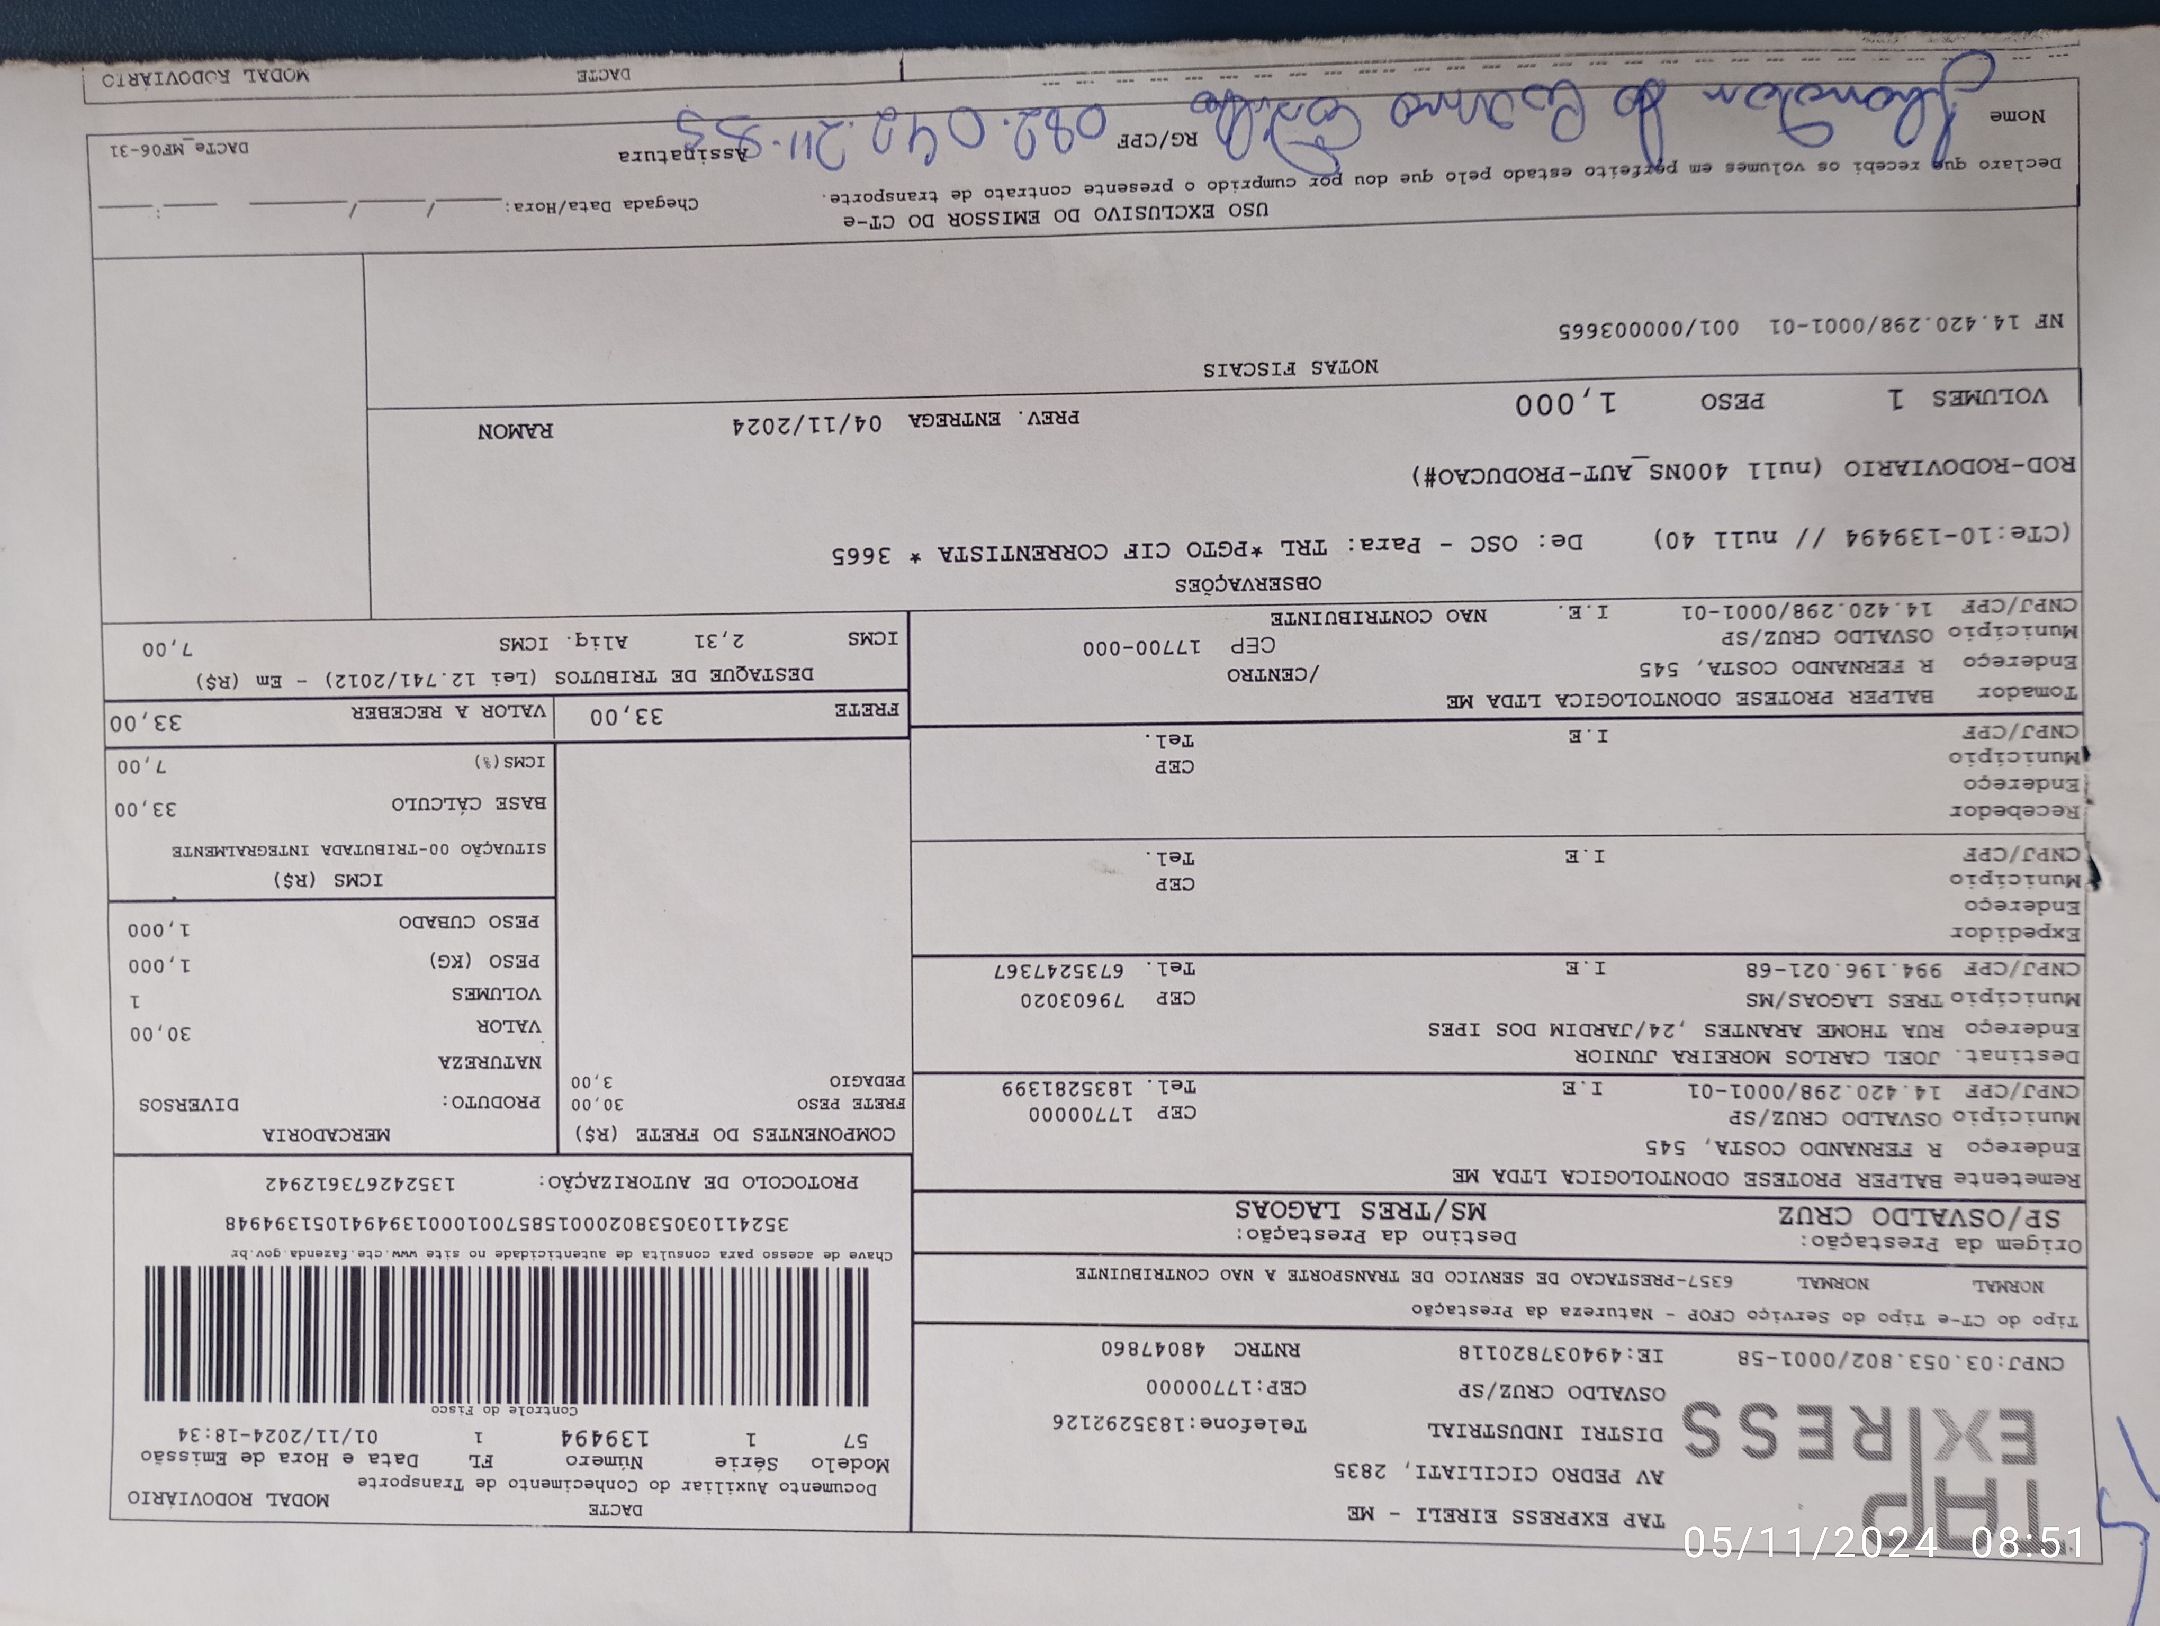 TAP
EXPRESS
TAP EXPRESS EIRELI - ME
AV PEDRO CICILIATI, 2835
DISTRI INDUSTRIAL Telefone:1835292126
OSVALDO CRUZ/SP CEP:17700000
CNPJ:03.053.802/0001-58 IE:494037820118 RNTRC 48047860
DACTE MODAL RODOVIÁRIO
Documento Auxiliar do Conhecimento de Transporte
Modelo Série Número FL Data e Hora de Emissão
57 1 139494 1 01/11/2024-18:34
Controle do Fisco
Chave de acesso para consulta de autenticidade no site www.cte.fazenda.gov.br
35241103053802000158570010001394941051394948
PROTOCOLO DE AUTORIZAÇÃO: 135242673612942
Tipo do CT-e Tipo do Serviço CFOP - Natureza da Prestação
NORMAL NORMAL 6357-PRESTACAO DE SERVICO DE TRANSPORTE A NAO CONTRIBUINTE
Origem da Prestação: Destino da Prestação:
SP/OSVALDO CRUZ MS/TRES LAGOAS
Remetente BALPER PROTESE ODONTOLOGICA LTDA ME
Endereço R FERNANDO COSTA, 545
Município OSVALDO CRUZ/SP CEP 17700000
CNPJ/CPF 14.420.298/0001-01 I.E Tel. 1835281399
Destinat. JOEL CARLOS MOREIRA JUNIOR
Endereço RUA THOME ARANTES ,24/JARDIM DOS IPES
Município TRES LAGOAS/MS CEP 79603020
CNPJ/CPF 994.196.021-68 I.E Tel. 6735247367
Expedidor
Endereço
Município CEP
CNPJ/CPF I.E Tel.
Recebedor
Endereço
Município CEP
CNPJ/CPF I.E Tel.
Tomador BALPER PROTESE ODONTOLOGICA LTDA ME
Endereço R FERNANDO COSTA, 545 /CENTRO
Município OSVALDO CRUZ/SP CEP 17700-000
CNPJ/CPF 14.420.298/0001-01 I.E. NAO CONTRIBUINTE
COMPONENTES DO FRETE (R$)
FRETE PESO 30,00
PEDAGIO 3,00
MERCADORIA
PRODUTO: DIVERSOS
NATUREZA
VALOR 30,00
VOLUMES 1
PESO (KG) 1,000
PESO CUBADO 1,000
ICMS (R$)
SITUAÇÃO 00-TRIBUTADA INTEGRALMENTE
BASE CÁLCULO 33,00
ICMS(%) 7,00
FRETE 33,00 VALOR A RECEBER 33,00
DESTAQUE DE TRIBUTOS (Lei 12.741/2012) - Em (R$)
ICMS 2,31 Aliq. ICMS 7,00
OBSERVAÇÕES
(CTe:10-139494 // null 40) De: OSC - Para: TRL *PGTO CIF CORRENTISTA * 3665
ROD-RODOVIARIO (null 400NS_AUT-PRODUCAO#)
VOLUMES 1 PESO 1,000 PREV. ENTREGA 04/11/2024 RAMON
NOTAS FISCAIS
NF 14.420.298/0001-01 001/000003665
USO EXCLUSIVO DO EMISSOR DO CT-e
Chegada Data/Hora: ____/____/____ ___:___
Declaro que recebi os volumes em perfeito estado pelo que dou por cumprido o presente contrato de transporte.
Nome RG/CPF 082.042.211-55 Assinatura DACTe_MF06-31
DACTE MODAL RODOVIÁRIO
05/11/2024 08:51